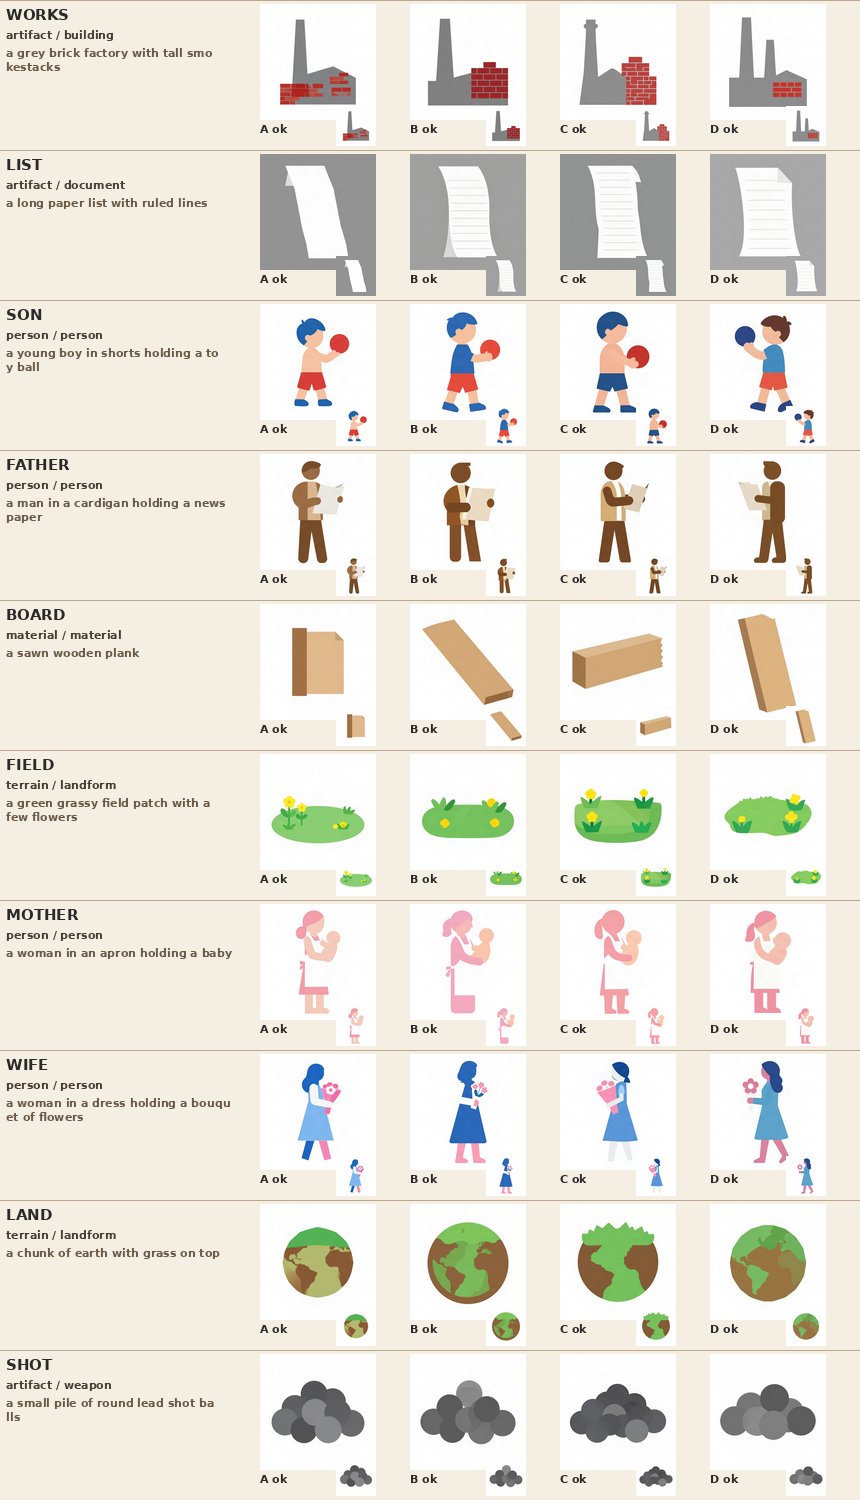 WORKS
artifact / building
a grey brick factory with tall smo
kestacks
A ok
B ok
C ok
D ok
LIST
artifact / document
a long paper list with ruled lines
A ok
B ok
C ok
D ok
SON
person / person
a young boy in shorts holding a to
y ball
A ok
B ok
C ok
D ok
FATHER
person / person
a man in a cardigan holding a news
paper
A ok
B ok
C ok
D ok
BOARD
material / material
a sawn wooden plank
A ok
B ok
C ok
D ok
FIELD
terrain / landform
a green grassy field patch with a
few flowers
A ok
B ok
C ok
D ok
MOTHER
person / person
a woman in an apron holding a baby
A ok
B ok
C ok
D ok
WIFE
person / person
a woman in a dress holding a bouqu
et of flowers
A ok
B ok
C ok
D ok
LAND
terrain / landform
a chunk of earth with grass on top
A ok
B ok
C ok
D ok
SHOT
artifact / weapon
a small pile of round lead shot ba
lls
A ok
B ok
C ok
D ok